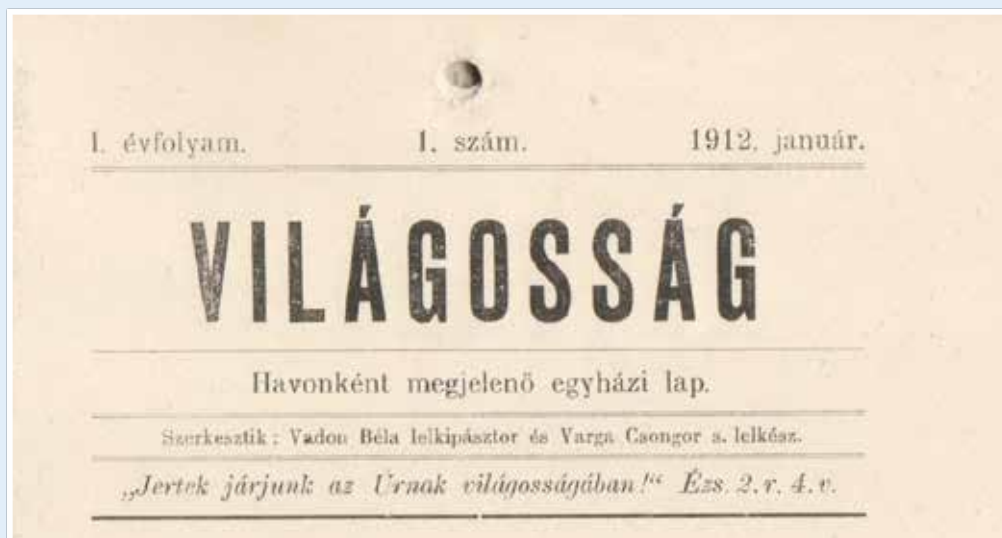 I. évfolyam. 1. szám. 1912. január.
VILÁGOSSÁG
Havonként megjelenő egyházi lap.
Szerkesztik: Vadon Béla lelkipásztor és Varga Csongor s. lelkész.
„Jertek járjunk az Úrnak világosságában!“ Ézs. 2. r. 4. v.